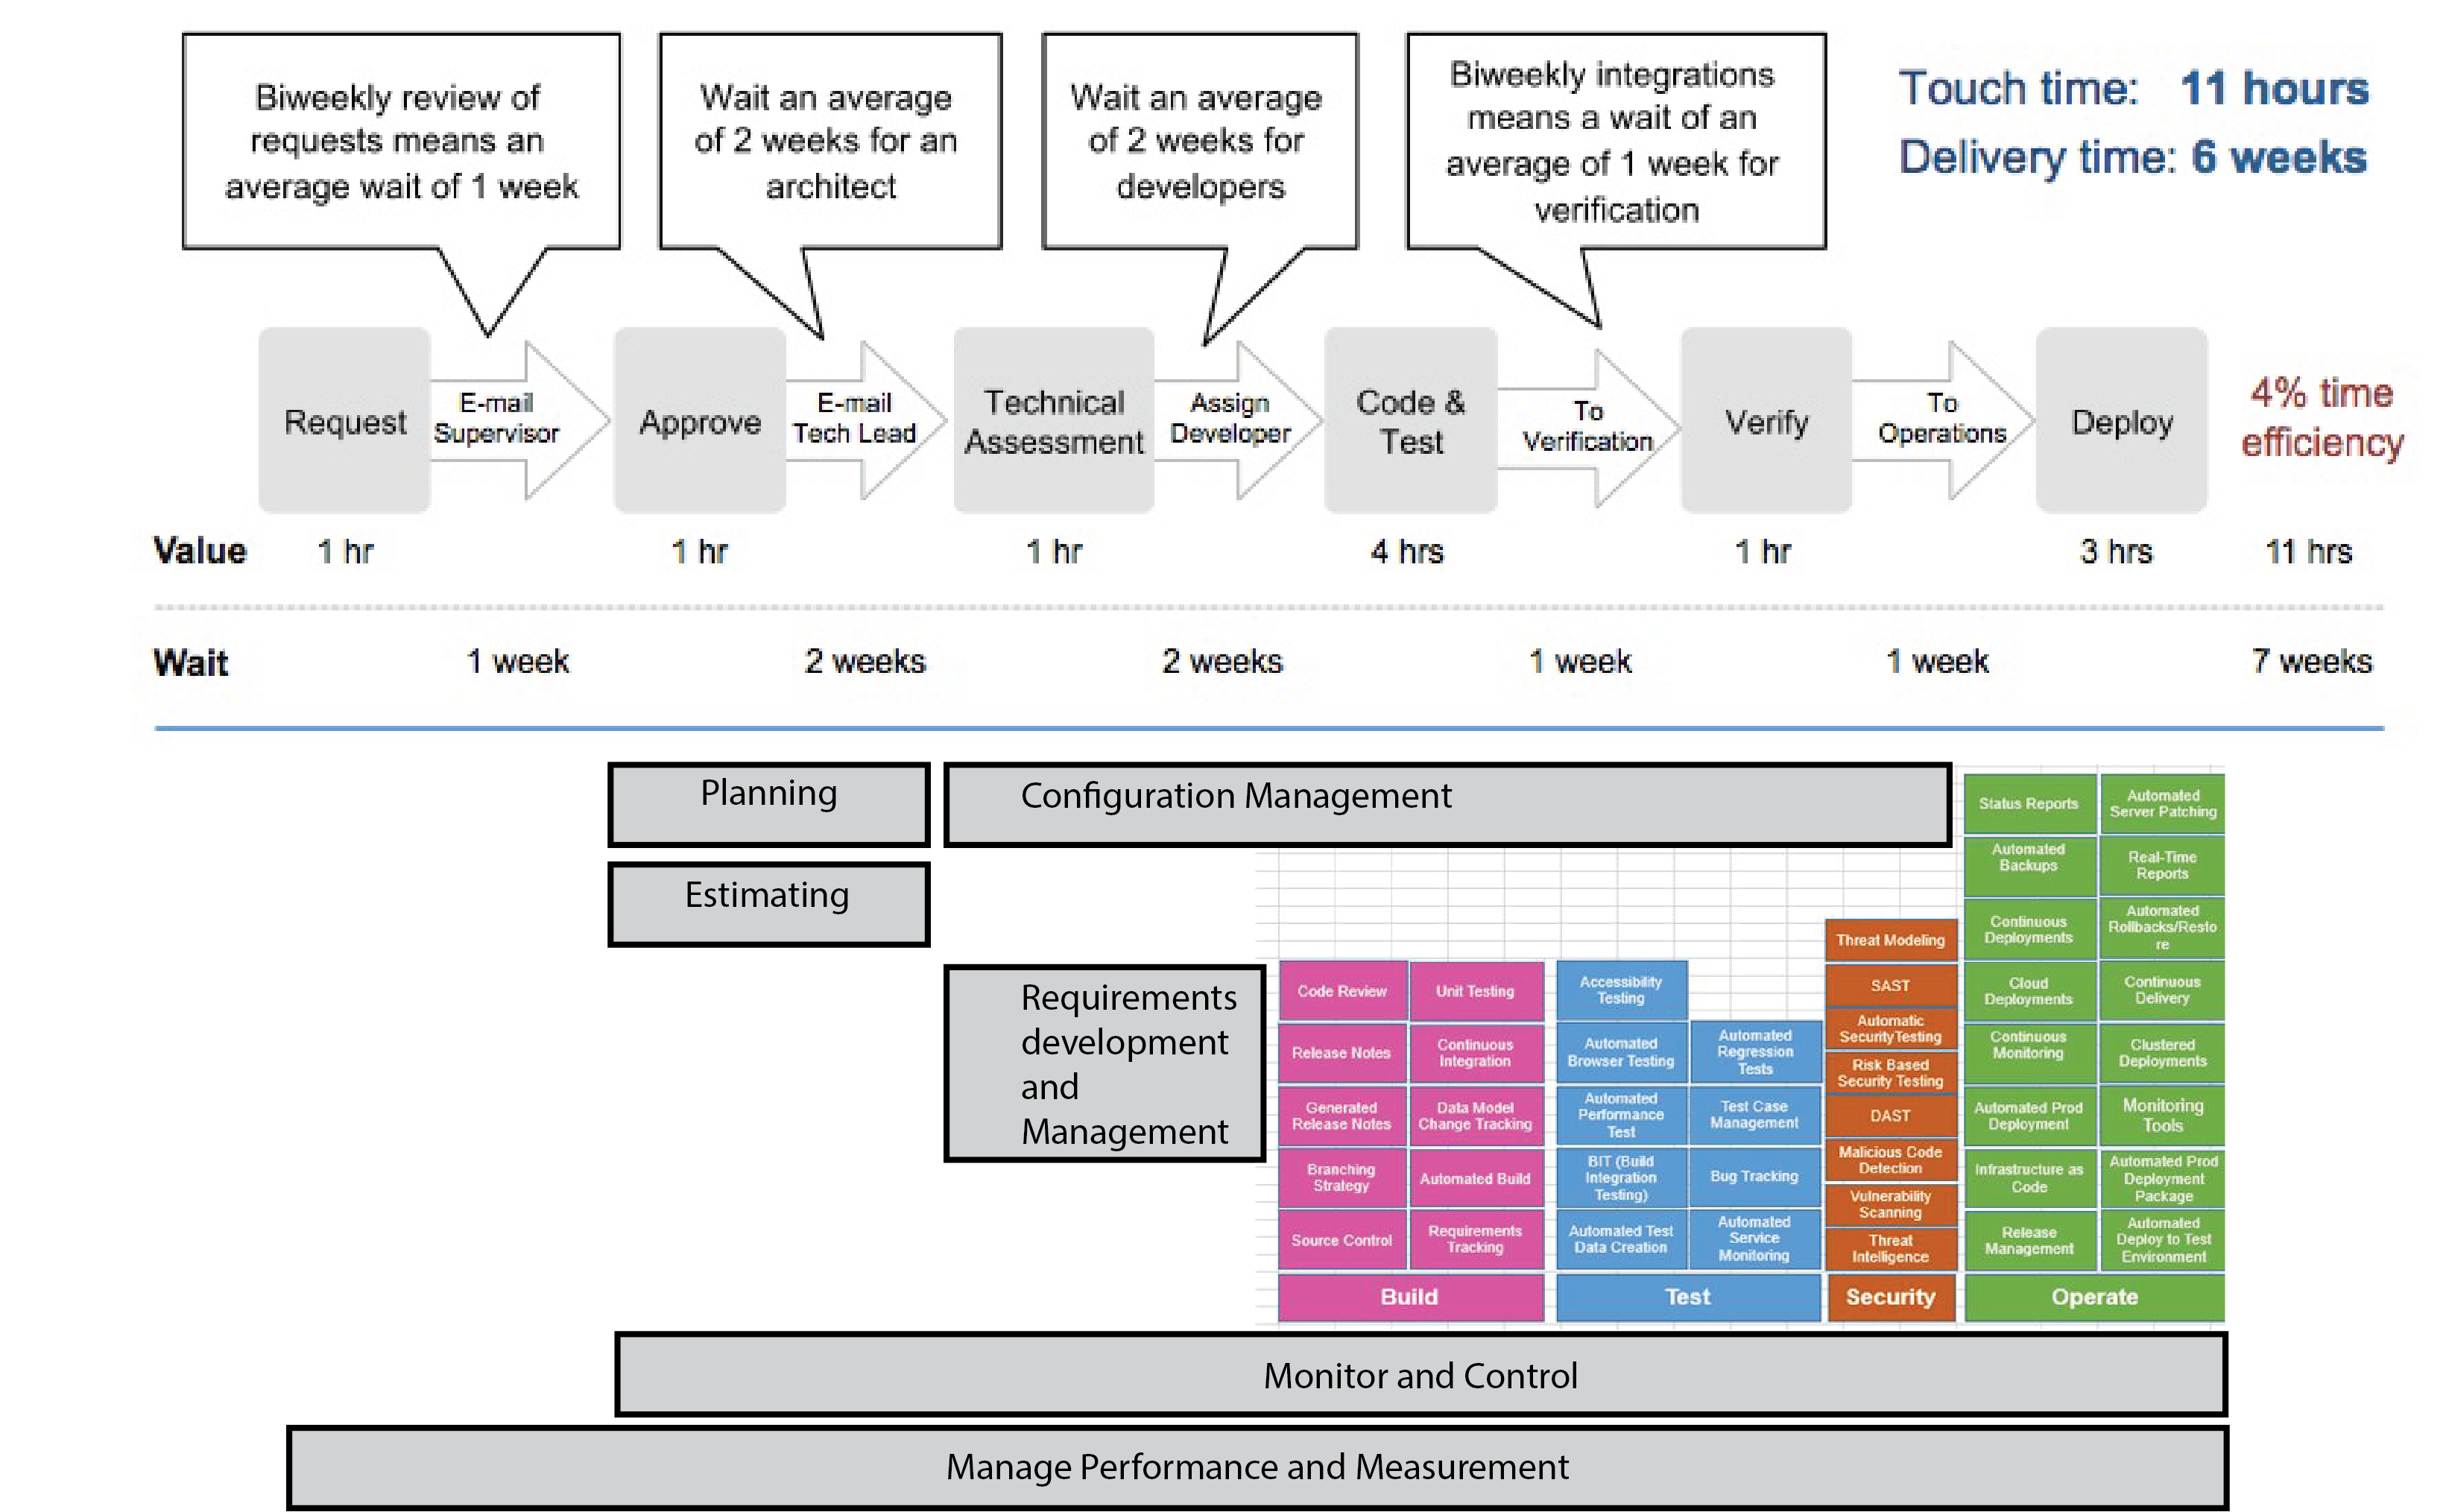 Biweekly review of
requests means an
average wait of 1 week
Wait an average
of 2 weeks for an
architect
Wait an average
of 2 weeks for
developers
Biweekly integrations
means a wait of an
average of 1 week for
verification
Touch time: 11 hours
Delivery time: 6 weeks
Request
E-mail
Supervisor
Approve
E-mail
Tech Lead
Technical
Assessment
Assign
Developer
Code &
Test
To
Verification
Verify
To
Operations
Deploy
4% time
efficiency
Value 1 hr 1 hr 1 hr 4 hrs 1 hr 3 hrs 11 hrs
Wait 1 week 2 weeks 2 weeks 1 week 1 week 7 weeks
Planning
Configuration Management
Estimating
Requirements
development
and
Management
Code Review
Unit Testing
Release Notes
Continuous
Integration
Generated
Release Notes
Data Model
Change Tracking
Branching
Strategy
Automated Build
Source Control
Requirements
Tracking
Build
Accessibility
Testing
Automated
Browser Testing
Automated
Regression
Tests
Automated
Performance
Test
Test Case
Management
BIT (Build
Integration
Testing)
Bug Tracking
Automated Test
Data Creation
Automated
Service
Monitoring
Test
Threat Modeling
SAST
Automatic
SecurityTesting
Risk Based
Security Testing
DAST
Malicious Code
Detection
Vulnerability
Scanning
Threat
Intelligence
Security
Status Reports
Automated
Server Patching
Automated
Backups
Real-Time
Reports
Continuous
Deployments
Automated
Rollbacks/Resto
re
Cloud
Deployments
Continuous
Delivery
Continuous
Monitoring
Clustered
Deployments
Automated Prod
Deployment
Monitoring
Tools
Infrastructure as
Code
Automated Prod
Deployment
Package
Release
Management
Automated
Deploy to Test
Environment
Operate
Monitor and Control
Manage Performance and Measurement